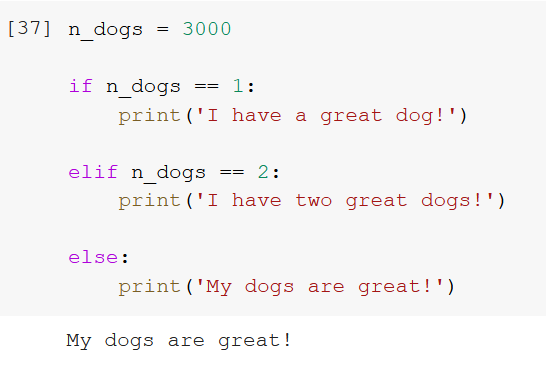 [37] n_dogs = 3000
if n_dogs == 1:
print('I have a great dog!')
elif n_dogs == 2:
print('I have two great dogs!')
else:
print('My dogs are great!')
My dogs are great!